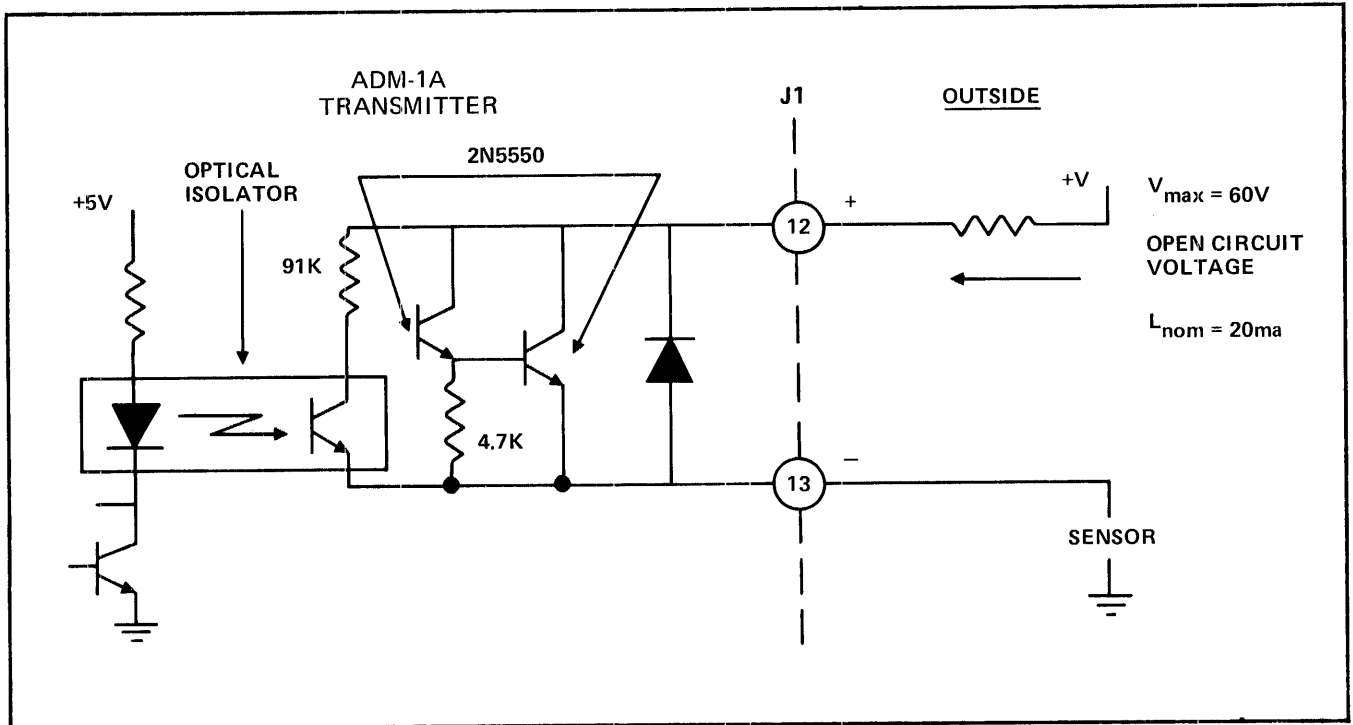 ADM-1A
TRANSMITTER
J1
OUTSIDE
2N5550
OPTICAL
ISOLATOR
+5V
91K
4.7K
12
+
+V
V_max = 60V
OPEN CIRCUIT
VOLTAGE
L_nom = 20ma
13
−
SENSOR